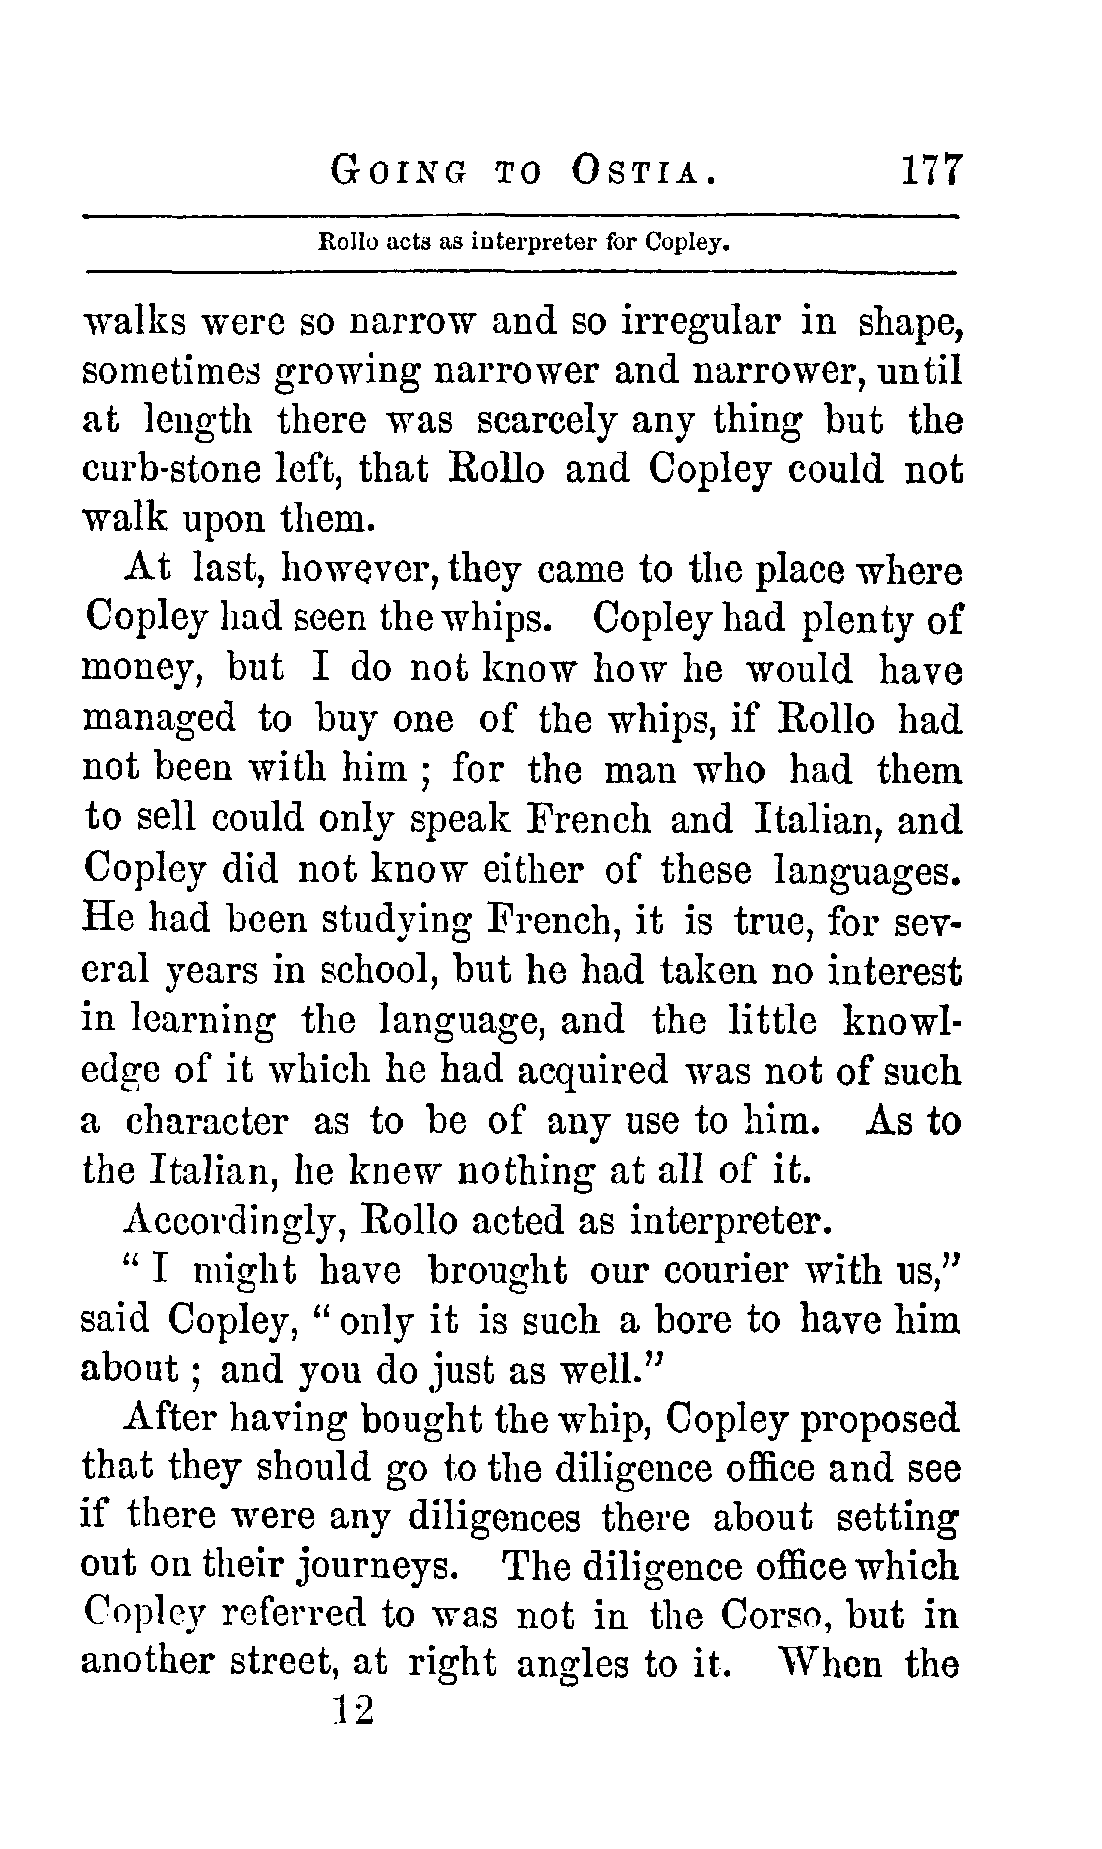 GOING TO OSTIA. 177
Rollo acts as interpreter for Copley.
walks were so narrow and so irregular in shape,
sometimes growing narrower and narrower, until
at length there was scarcely any thing but the
curb-stone left, that Rollo and Copley could not
walk upon them.
At last, however, they came to the place where
Copley had seen the whips. Copley had plenty of
money, but I do not know how he would have
managed to buy one of the whips, if Rollo had
not been with him ; for the man who had them
to sell could only speak French and Italian, and
Copley did not know either of these languages.
He had been studying French, it is true, for sev-
eral years in school, but he had taken no interest
in learning the language, and the little knowl-
edge of it which he had acquired was not of such
a character as to be of any use to him. As to
the Italian, he knew nothing at all of it.
Accordingly, Rollo acted as interpreter.
“ I might have brought our courier with us,”
said Copley, “ only it is such a bore to have him
about ; and you do just as well.”
After having bought the whip, Copley proposed
that they should go to the diligence office and see
if there were any diligences there about setting
out on their journeys. The diligence office which
Copley referred to was not in the Corso, but in
another street, at right angles to it. When the
12